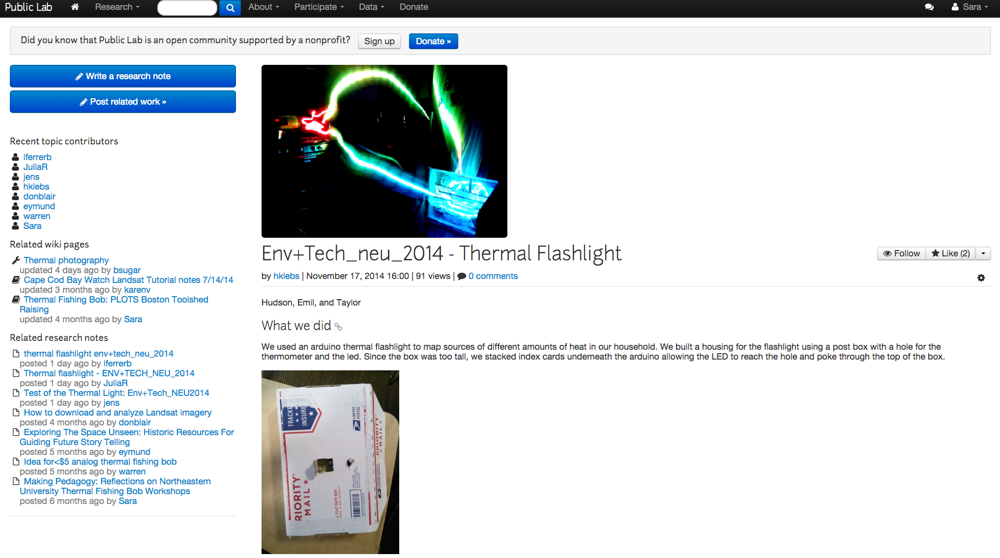 Public Lab Research About Participate Data Donate Sara
Did you know that Public Lab is an open community supported by a nonprofit? Sign up Donate »
Write a research note
Post related work »
Recent topic contributors
iferrerb
JuliaR
jens
hklebs
donblair
eymund
warren
Sara
Related wiki pages
Thermal photography
updated 4 days ago by bsugar
Cape Cod Bay Watch Landsat Tutorial notes 7/14/14
updated 3 months ago by karenv
Thermal Fishing Bob: PLOTS Boston Toolshed
Raising
updated 4 months ago by Sara
Related research notes
thermal flashlight env+tech_neu_2014
posted 1 day ago by iferrerb
Thermal flashlight - ENV+TECH_NEU_2014
posted 1 day ago by JuliaR
Test of the Thermal Light: Env+Tech_NEU2014
posted 1 day ago by jens
How to download and analyze Landsat imagery
posted 4 months ago by donblair
Exploring The Space Unseen: Historic Resources For
Guiding Future Story Telling
posted 5 months ago by eymund
Idea for<$5 analog thermal fishing bob
posted 5 months ago by warren
Making Pedagogy: Reflections on Northeastern
University Thermal Fishing Bob Workshops
posted 6 months ago by Sara
Env+Tech_neu_2014 - Thermal Flashlight
Follow Like (2)
by hklebs | November 17, 2014 16:00 | 91 views | 0 comments
Hudson, Emil, and Taylor
What we did
We used an arduino thermal flashlight to map sources of different amounts of heat in our household. We built a housing for the flashlight using a post box with a hole for the
thermometer and the led. Since the box was too tall, we stacked index cards underneath the arduino allowing the LED to reach the hole and poke through the top of the box.
TRACKE
INSURE
UNITED
POSTAL
PRIORITY
MAIL
RIORITY
MAIL
FLAT RATE BOX
ANY WEIGHT